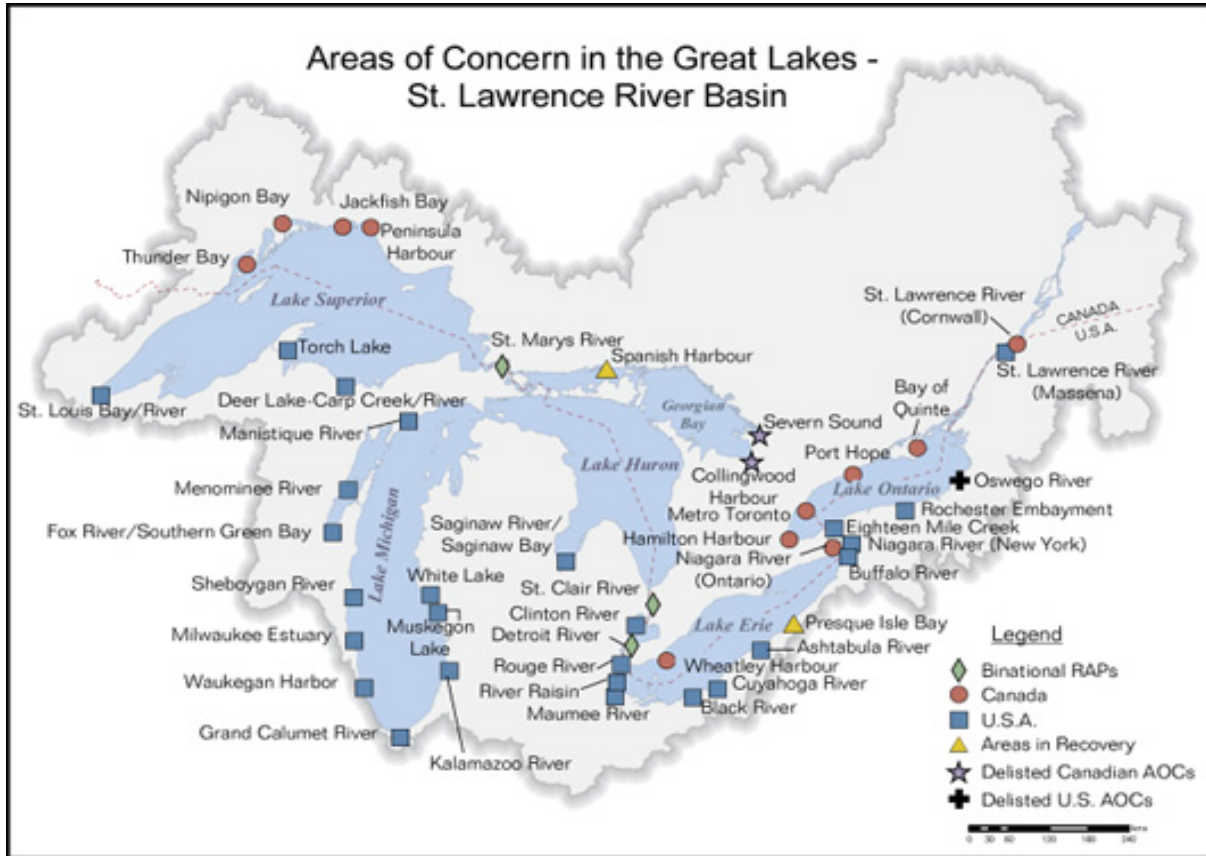 Areas of Concern in the Great Lakes -
St. Lawrence River Basin
Nipigon Bay
Jackfish Bay
Peninsula
Harbour
Thunder Bay
Lake Superior
St. Lawrence River
(Cornwall)
CANADA
U.S.A.
St. Marys River
Spanish Harbour
Torch Lake
St. Lawrence River
(Massena)
Bay of
Quinte
Deer Lake-Carp Creek/River
St. Louis Bay/River
Georgian
Bay
Severn Sound
Manistique River
Port Hope
Lake Huron
Collingwood
Harbour
Lake Ontario
Oswego River
Menominee River
Metro Toronto
Rochester Embayment
Fox River/Southern Green Bay
Saginaw River/
Saginaw Bay
Eighteen Mile Creek
Hamilton Harbour
Niagara River (New York)
Niagara River
(Ontario)
Lake Michigan
Buffalo River
Sheboygan River
White Lake
St. Clair River
Clinton River
Muskegon
Lake
Detroit River
Lake Erie
Presque Isle Bay
Milwaukee Estuary
Ashtabula River
Rouge River
Wheatley Harbour
Waukegan Harbor
River Raisin
Cuyahoga River
Maumee River
Black River
Grand Calumet River
Kalamazoo River
Legend
Binational RAPs
Canada
U.S.A.
Areas in Recovery
Delisted Canadian AOCs
Delisted U.S. AOCs
0 60 120 180 240